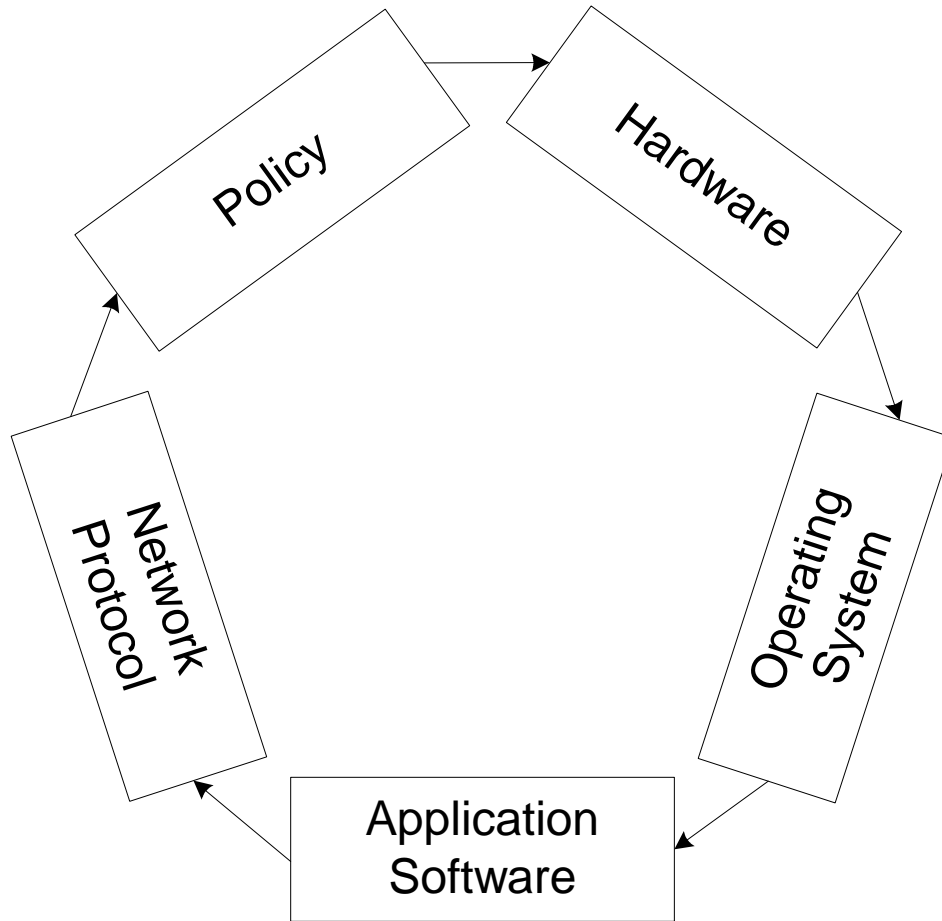 Policy
Hardware
Operating
System
Application
Software
Network
Protocol